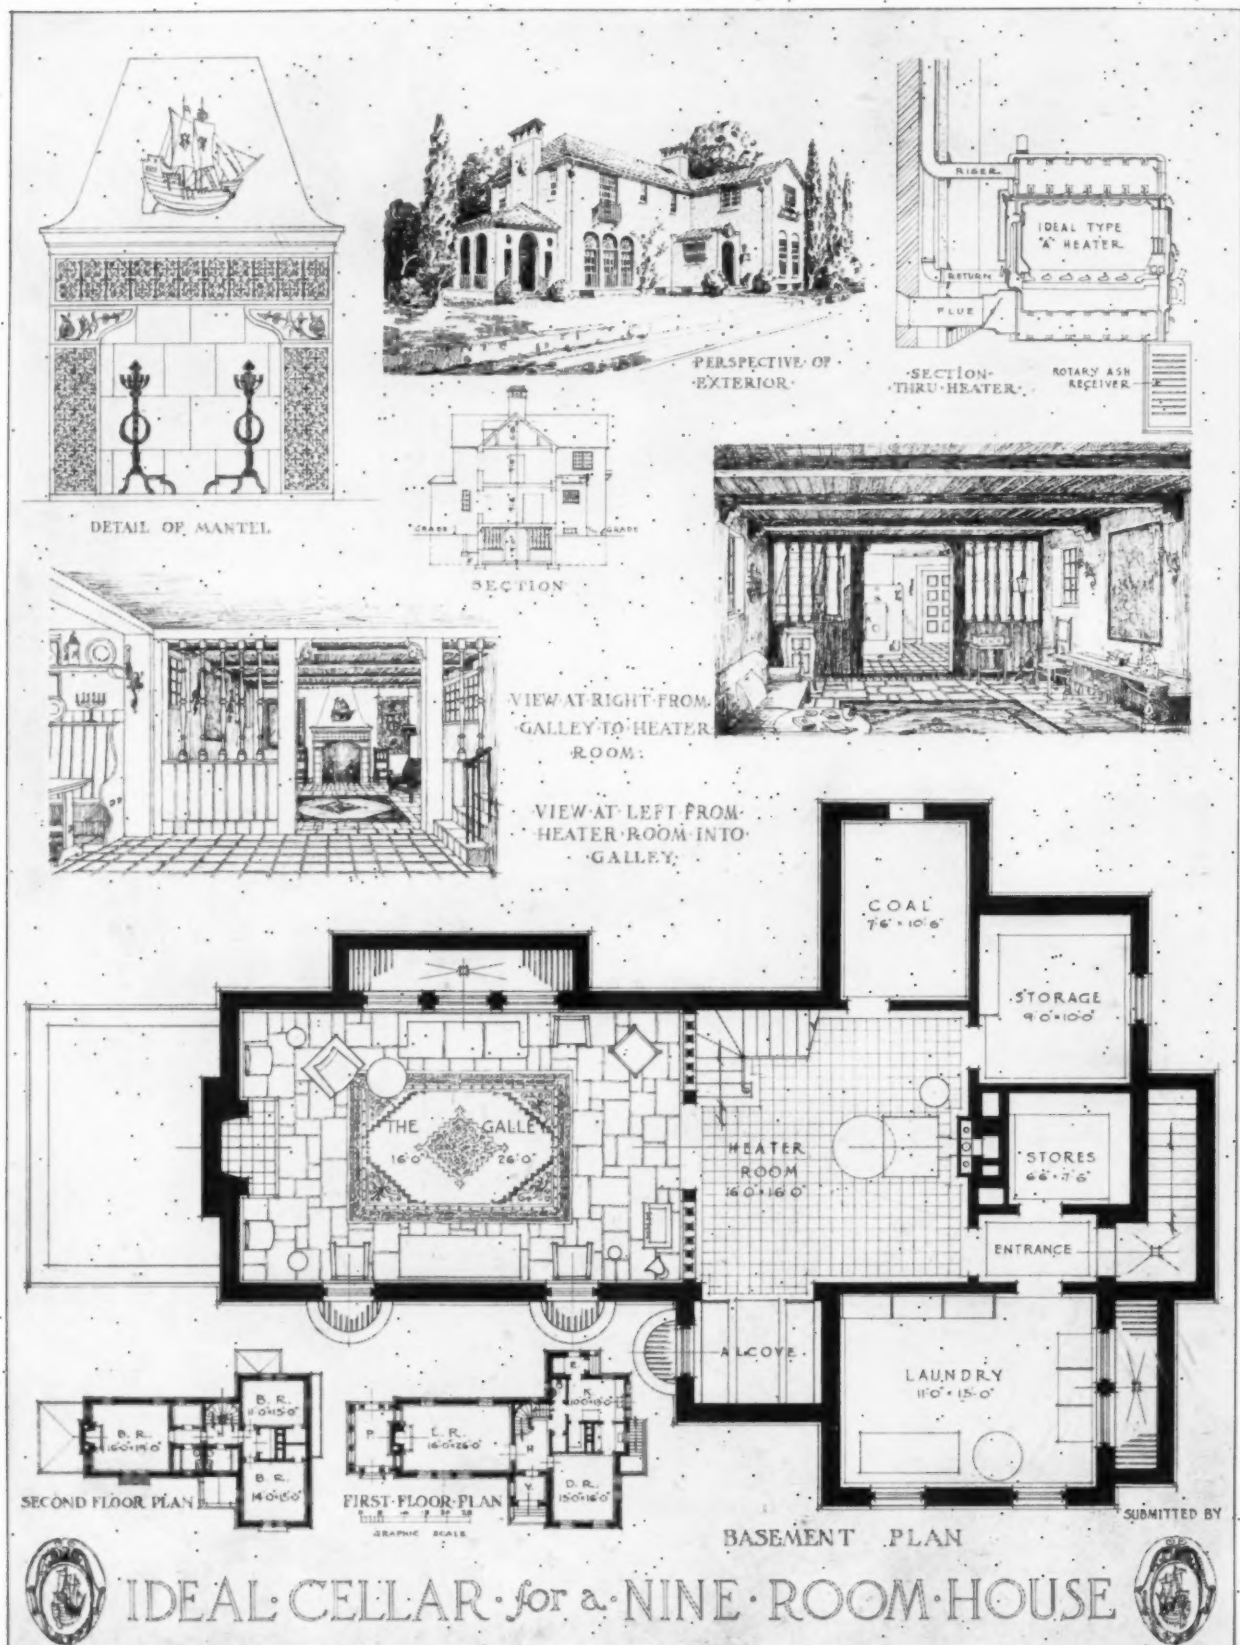 RISER
IDEAL TYPE
"A" HEATER
RETURN
FLUE
PERSPECTIVE OF
EXTERIOR
SECTION
THRU HEATER
ROTARY ASH
RECEIVER
DETAIL OF MANTEL
GRADE
GRADE
SECTION
VIEW AT RIGHT FROM
GALLEY TO HEATER
ROOM
VIEW AT LEFT FROM
HEATER ROOM INTO
GALLEY
COAL
7'6" × 10'6"
STORAGE
9'0" × 10'0"
THE GALLEY
16'0" 26'0"
HEATER
ROOM
16'0" × 16'0"
STORES
6'6" × 7'6"
ENTRANCE
ALCOVE
LAUNDRY
11'0" × 15'0"
B. R.
11'0" × 15'0"
B. R.
B. R.
14'0" × 15'0"
SECOND FLOOR PLAN
E
K
P.
L. R.
16'0" × 26'0"
H
V.
D. R.
15'0" × 16'0"
FIRST FLOOR PLAN
GRAPHIC SCALE
BASEMENT PLAN
SUBMITTED BY
IDEAL CELLAR for a NINE ROOM HOUSE